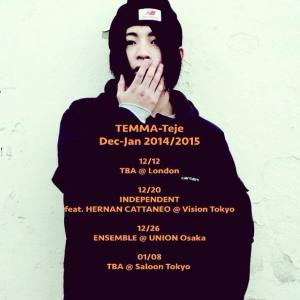 TEMMA-Teje
Dec-Jan 2014/2015
12/12
TBA @ London
12/20
INDEPENDENT
feat. HERNAN CATTANEO @ Vision Tokyo
12/26
ENSEMBLE @ UNION Osaka
01/08
TBA @ Saloon Tokyo
carhartt